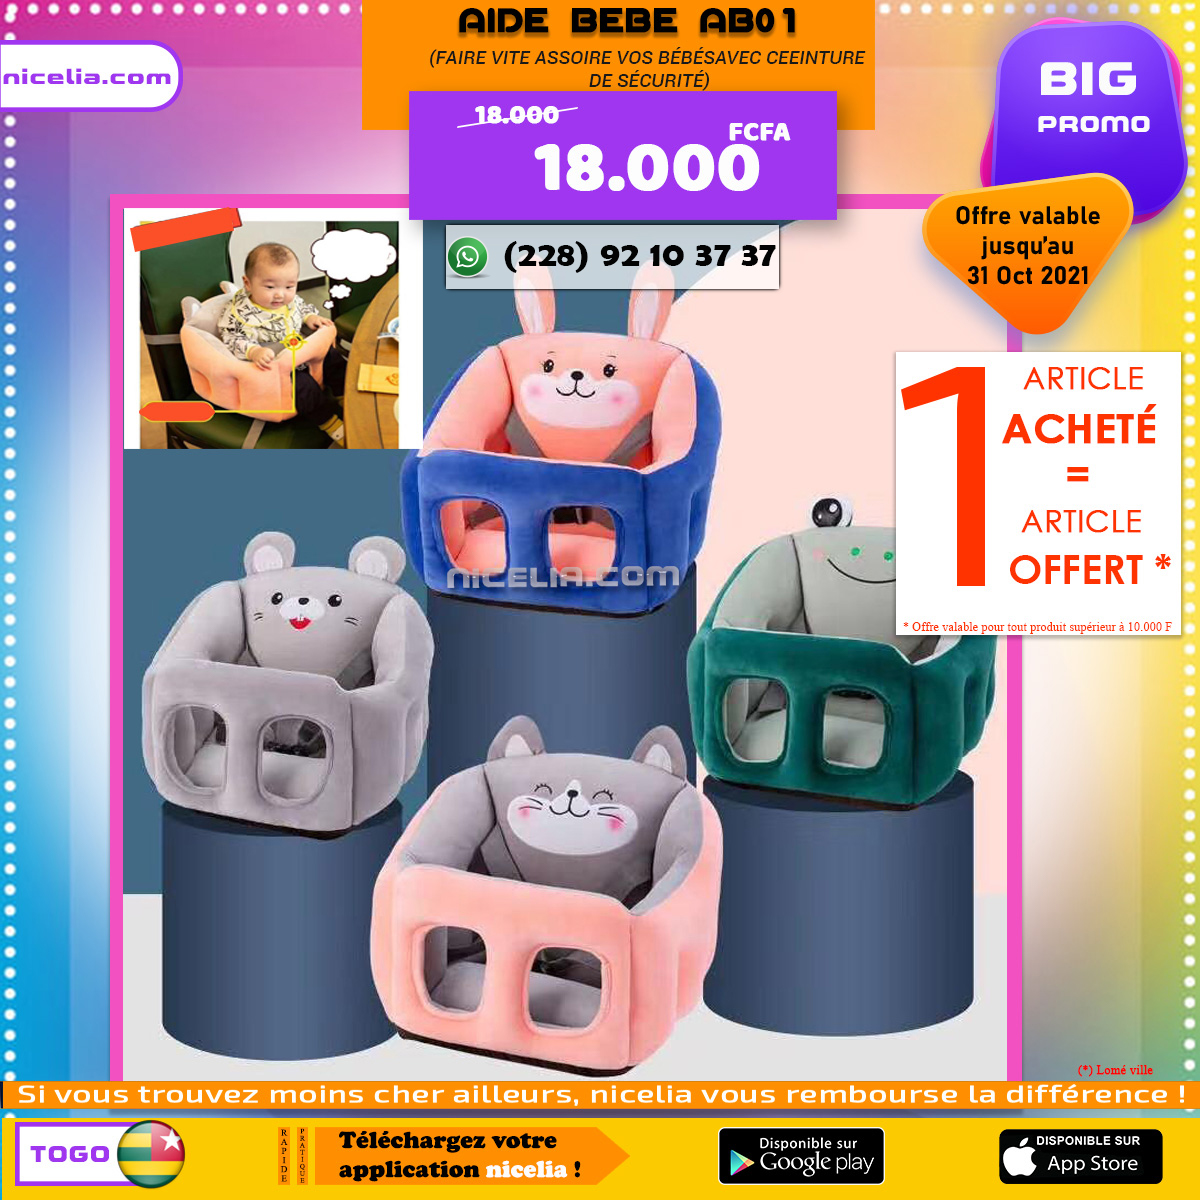 AIDE BEBE AB01
(FAIRE VITE ASSOIRE VOS BÉBÉSAVEC CEEINTURE
DE SÉCURITÉ)
nicelia.com
18.000
FCFA
18.000
(228) 92 10 37 37
BIG
PROMO
Offre valable
jusqu'au
31 Oct 2021
1 ARTICLE
ACHETÉ
=
ARTICLE
OFFERT *
* Offre valable pour tout produit supérieur à 10.000 F
NICELIA.COM
(*) Lomé ville
Si vous trouvez moins cher ailleurs, nicelia vous rembourse la différence !
TOGO
RAPIDE
PRATIQUE
Téléchargez votre
application nicelia !
Disponible sur
Google play
DISPONIBLE SUR
App Store